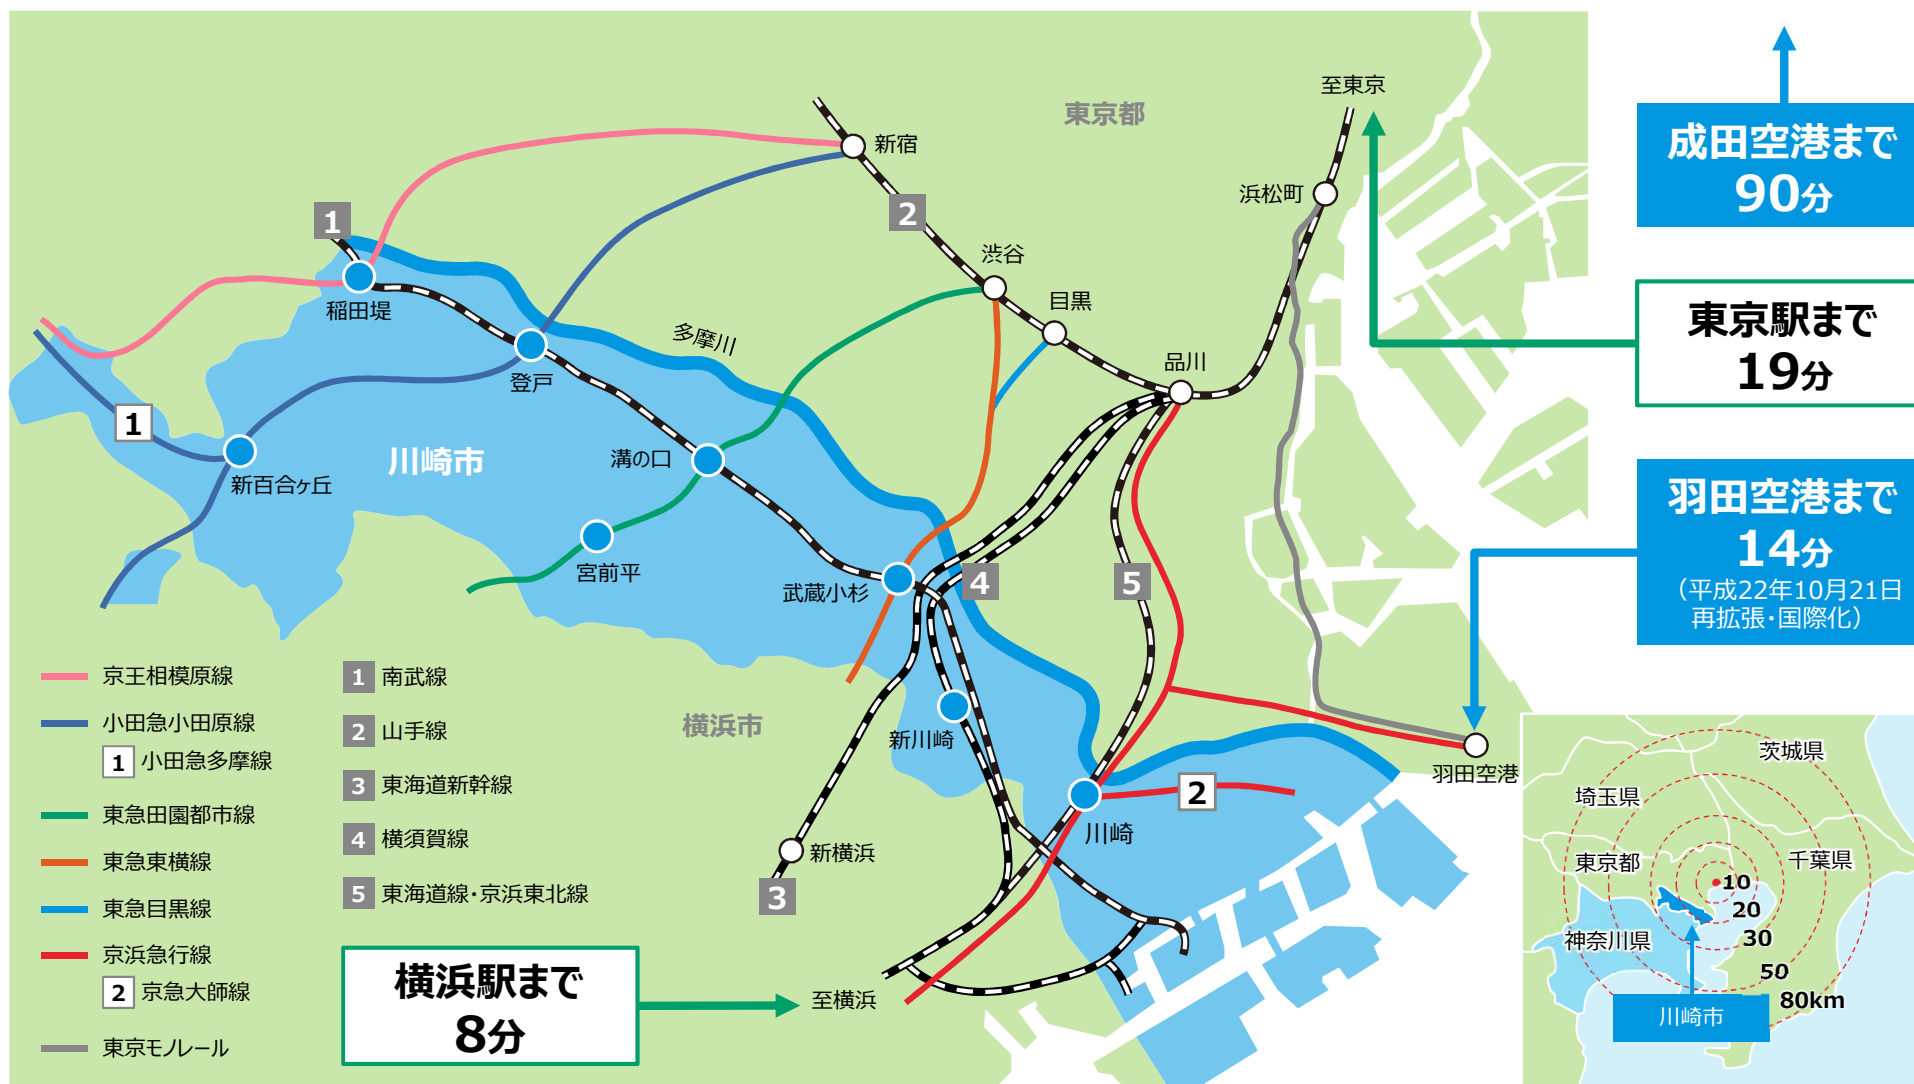 至東京
東京都
新宿
浜松町
2
1
渋谷
目黒
稲田堤
多摩川
品川
登戸
1
川崎市
溝の口
新百合ヶ丘
宮前平
武蔵小杉
4
5
横浜市
新川崎
羽田空港
2
川崎
新横浜
3
至横浜
成田空港まで
90分
東京駅まで
19分
羽田空港まで
14分
（平成22年10月21日
再拡張・国際化）
京王相模原線
小田急小田原線
1 小田急多摩線
東急田園都市線
東急東横線
東急目黒線
京浜急行線
2 京急大師線
東京モノレール
1 南武線
2 山手線
3 東海道新幹線
4 横須賀線
5 東海道線・京浜東北線
横浜駅まで
8分
茨城県
埼玉県
東京都
千葉県
10
20
神奈川県
30
50
80km
川崎市